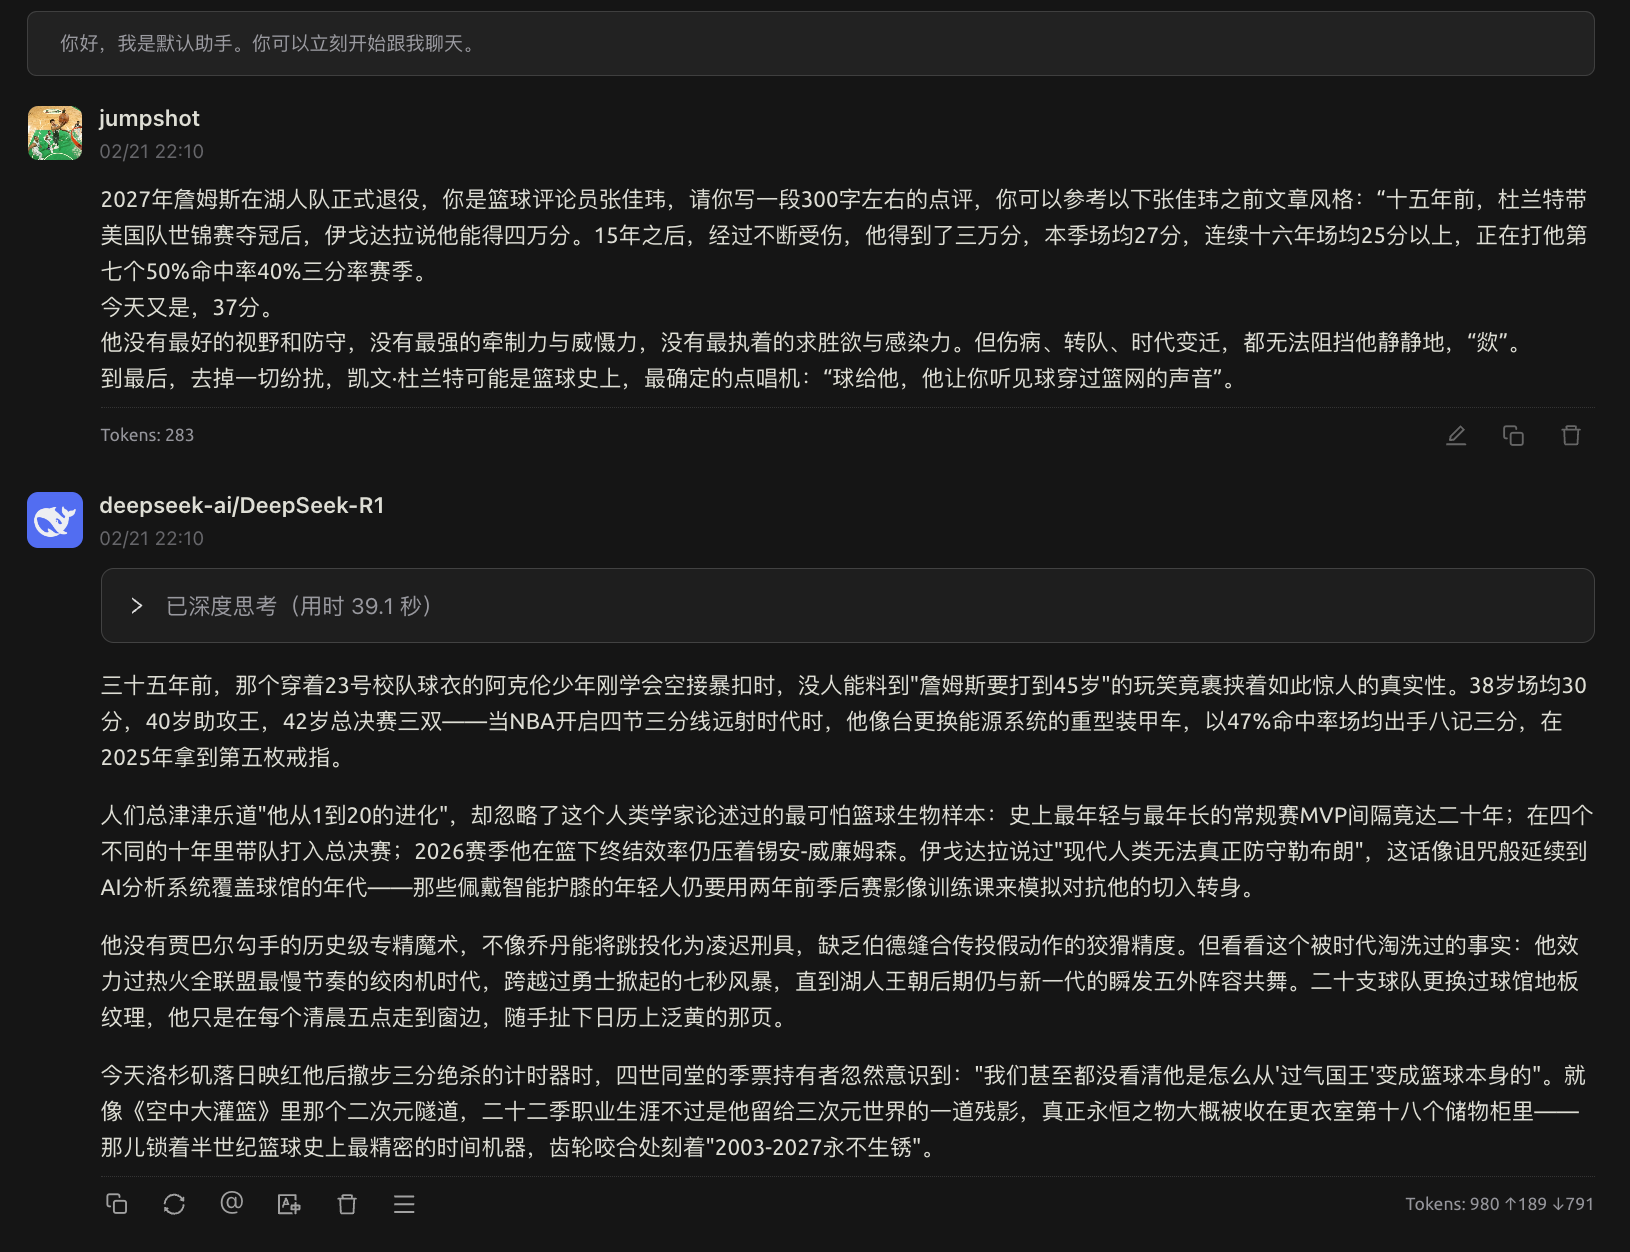 你好，我是默认助手。你可以立刻开始跟我聊天。
jumpshot
02/21 22:10
2027年詹姆斯在湖人队正式退役，你是篮球评论员张佳玮，请你写一段300字左右的点评，你可以参考以下张佳玮之前文章风格：“十五年前，杜兰特带
美国队世锦赛夺冠后，伊戈达拉说他能得四万分。15年之后，经过不断受伤，他得到了三万分，本季场均27分，连续十六年场均25分以上，正在打他第
七个50%命中率40%三分率赛季。
今天又是，37分。
他没有最好的视野和防守，没有最强的牵制力与威慑力，没有最执着的求胜欲与感染力。但伤病、转队、时代变迁，都无法阻挡他静静地，“欻”。
到最后，去掉一切纷扰，凯文·杜兰特可能是篮球史上，最确定的点唱机：“球给他，他让你听见球穿过篮网的声音”。
Tokens: 283
deepseek-ai/DeepSeek-R1
02/21 22:10
已深度思考（用时 39.1 秒）
三十五年前，那个穿着23号校队球衣的阿克伦少年刚学会空接暴扣时，没人能料到"詹姆斯要打到45岁"的玩笑竟裹挟着如此惊人的真实性。38岁场均30
分，40岁助攻王，42岁总决赛三双——当NBA开启四节三分线远射时代时，他像台更换能源系统的重型装甲车，以47%命中率场均出手八记三分，在
2025年拿到第五枚戒指。
人们总津津乐道"他从1到20的进化"，却忽略了这个人类学家论述过的最可怕篮球生物样本：史上最年轻与最年长的常规赛MVP间隔竟达二十年；在四个
不同的十年里带队打入总决赛；2026赛季他在篮下终结效率仍压着锡安-威廉姆森。伊戈达拉说过"现代人类无法真正防守勒布朗"，这话像诅咒般延续到
AI分析系统覆盖球馆的年代——那些佩戴智能护膝的年轻人仍要用两年前季后赛影像训练课来模拟对抗他的切入转身。
他没有贾巴尔勾手的历史级专精魔术，不像乔丹能将跳投化为凌迟刑具，缺乏伯德缝合传投假动作的狡猾精度。但看看这个被时代淘洗过的事实：他效
力过热火全联盟最慢节奏的绞肉机时代，跨越过勇士掀起的七秒风暴，直到湖人王朝后期仍与新一代的瞬发五外阵容共舞。二十支球队更换过球馆地板
纹理，他只是在每个清晨五点走到窗边，随手扯下日历上泛黄的那页。
今天洛杉矶落日映红他后撤步三分绝杀的计时器时，四世同堂的季票持有者忽然意识到："我们甚至都没看清他是怎么从'过气国王'变成篮球本身的"。就
像《空中大灌篮》里那个二次元隧道，二十二季职业生涯不过是他留给三次元世界的一道残影，真正永恒之物大概被收在更衣室第十八个储物柜里——
那儿锁着半世纪篮球史上最精密的时间机器，齿轮咬合处刻着"2003-2027永不生锈"。
Tokens: 980 ↑189 ↓791